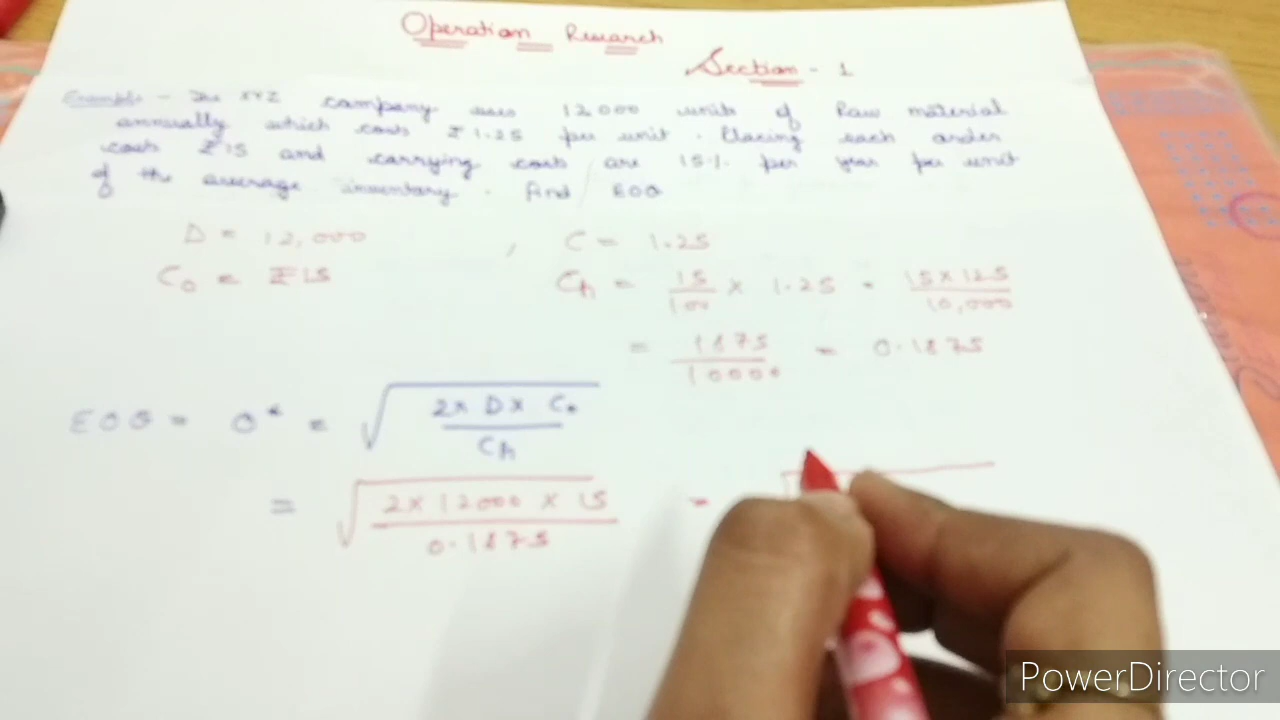 Operation Research
Section - 1
Example - The XYZ company uses 12000 units of Raw material
annually which costs ₹ 1.25 per unit. Placing each order
costs ₹15 and carrying costs are 15% per year per unit
of the average inventory. Find EOQ
D = 12,000 , C = 1.25
C₀ = ₹15 Ch = 15/100 × 1.25 = 15×125/10,000
= 1875/10000 = 0.1875
EOQ = Q* = √(2× D× C₀/Ch)
= √(2×12000×15/0.1875) =
PowerDirector